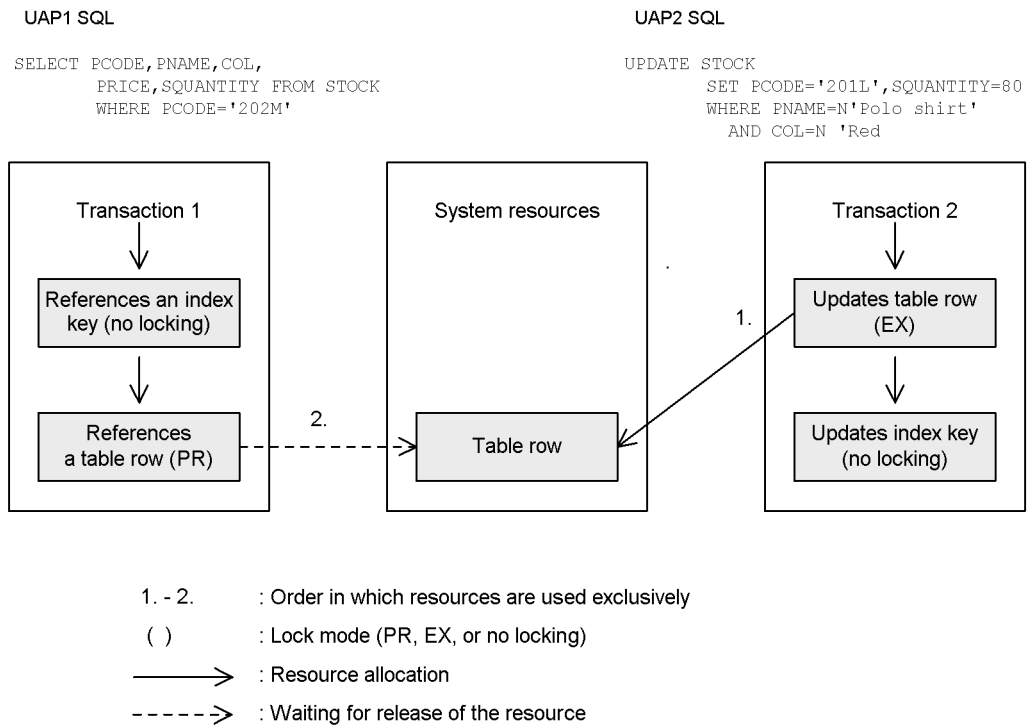 UAP1 SQL
SELECT PCODE,PNAME,COL,
PRICE,SQUANTITY FROM STOCK
WHERE PCODE='202M'
UAP2 SQL
UPDATE STOCK
SET PCODE='201L',SQUANTITY=80
WHERE PNAME=N'Polo shirt'
AND COL=N 'Red
Transaction 1
References an index
key (no locking)
References
a table row (PR)
2.
System resources
Table row
1.
Transaction 2
Updates table row
(EX)
Updates index key
(no locking)
1. - 2. : Order in which resources are used exclusively
( ) : Lock mode (PR, EX, or no locking)
: Resource allocation
: Waiting for release of the resource